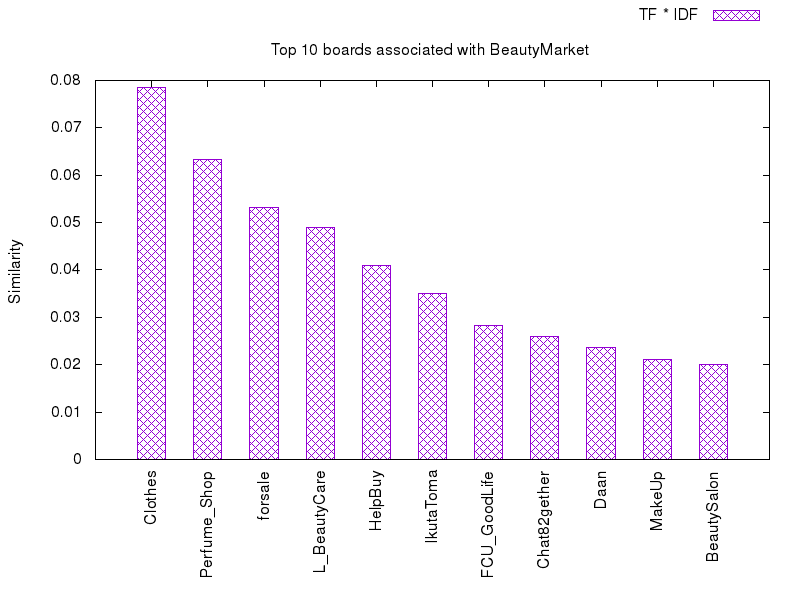 TF * IDF
Top 10 boards associated with BeautyMarket
0.08
0.07
0.06
0.05
0.04
0.03
0.02
0.01
0
Similarity
Clothes
Perfume_Shop
forsale
L_BeautyCare
HelpBuy
IkutaToma
FCU_GoodLife
Chat82gether
Daan
MakeUp
BeautySalon